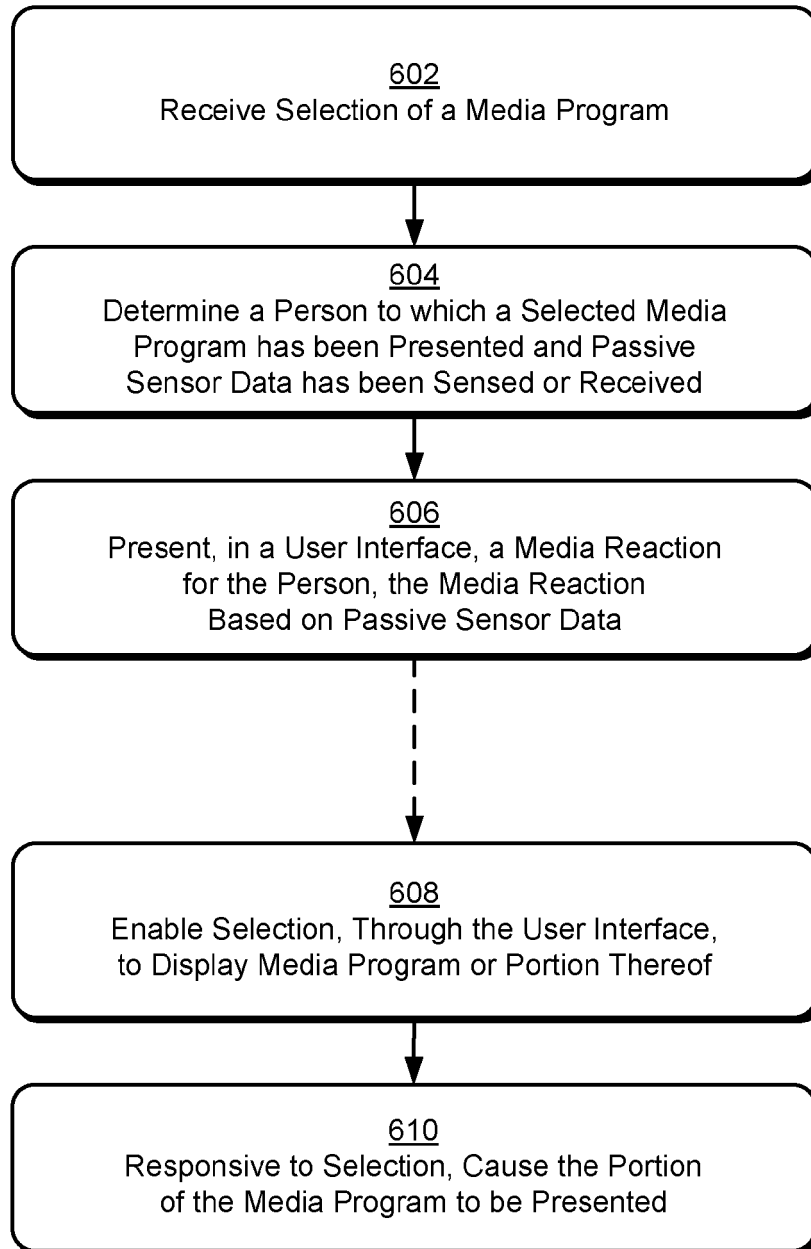 602
Receive Selection of a Media Program
604
Determine a Person to which a Selected Media
Program has been Presented and Passive
Sensor Data has been Sensed or Received
606
Present, in a User Interface, a Media Reaction
for the Person, the Media Reaction
Based on Passive Sensor Data
608
Enable Selection, Through the User Interface,
to Display Media Program or Portion Thereof
610
Responsive to Selection, Cause the Portion
of the Media Program to be Presented